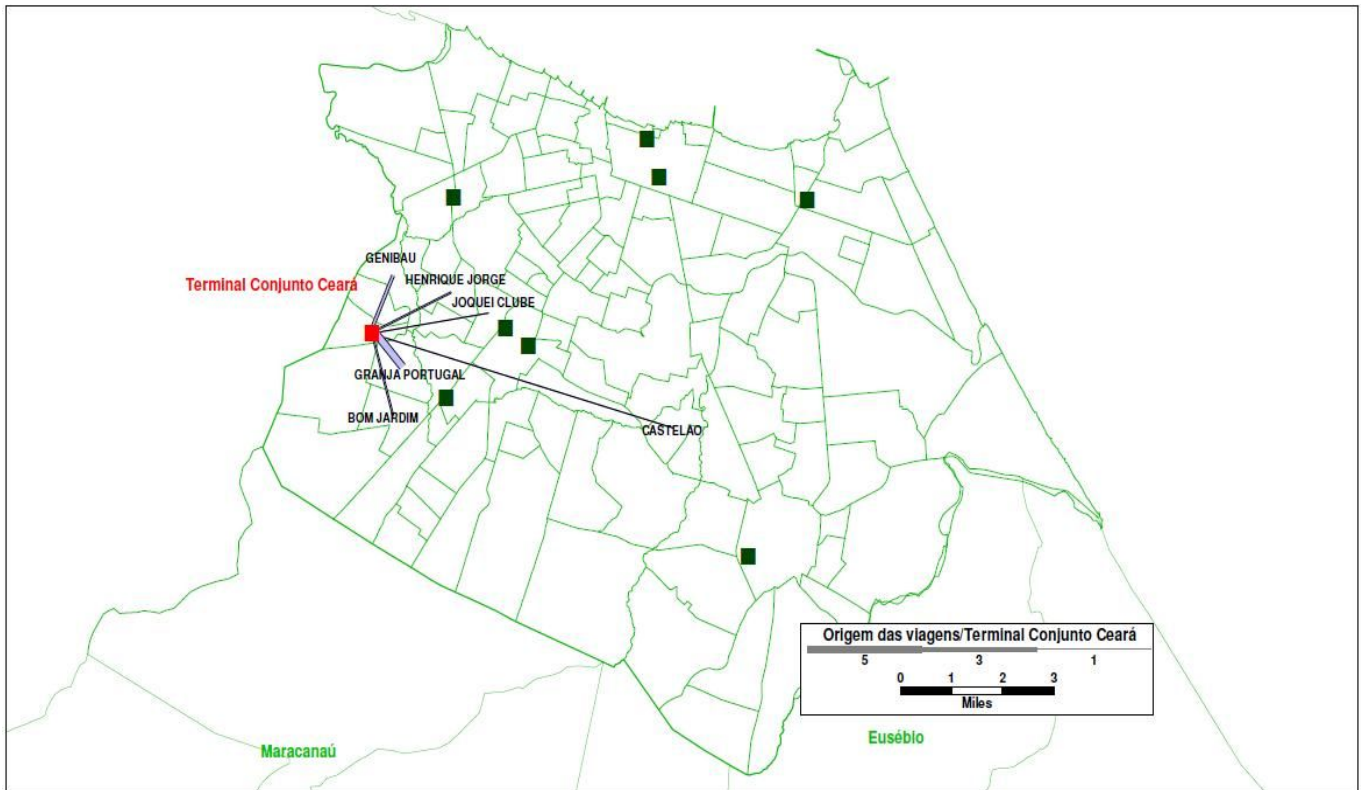 GENIBAU
Terminal Conjunto Ceará
HENRIQUE JORGE
JOQUEI CLUBE
GRANJA PORTUGAL
BOM JARDIM
CASTELAO
Origem das viagens/Terminal Conjunto Ceará
5 3 1
0 1 2 3
Miles
Maracanaú
Eusébio